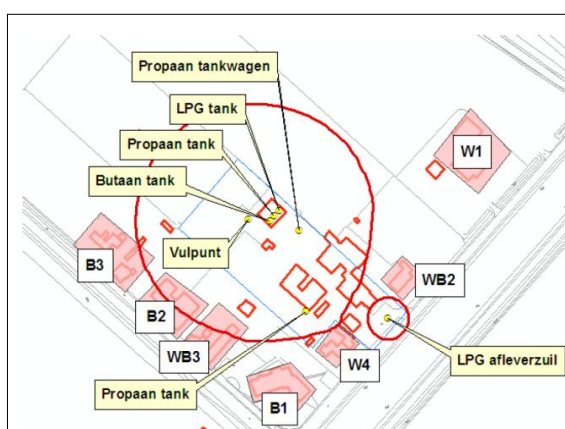 Propaan tankwagen
LPG tank
Propaan tank
Butaan tank
W1
Vulpunt
B3
WB2
B2
WB3
W4
LPG afleverzuil
Propaan tank
B1